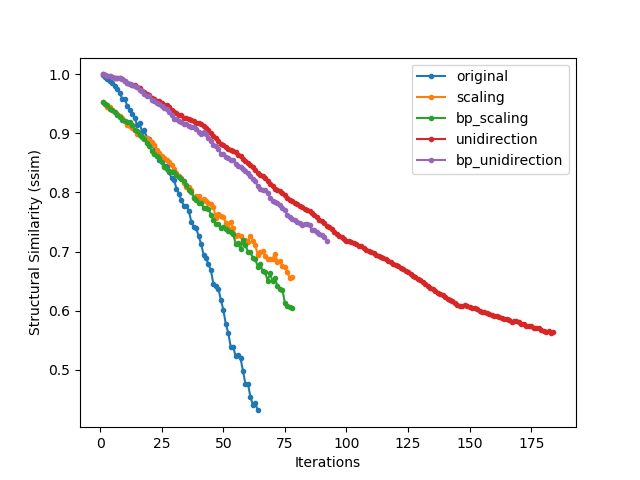 original
scaling
bp_scaling
unidirection
bp_unidirection
1.0
0.9
0.8
0.7
0.6
0.5
Structural Similarity (ssim)
0 25 50 75 100 125 150 175
Iterations